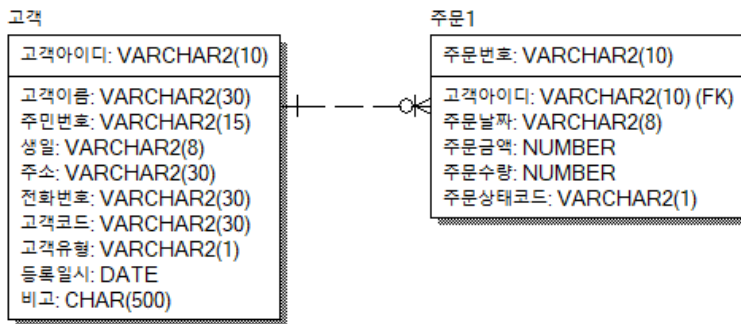 고객
고객아이디: VARCHAR2(10)
고객이름: VARCHAR2(30)
주민번호: VARCHAR2(15)
생일: VARCHAR2(8)
주소: VARCHAR2(30)
전화번호: VARCHAR2(30)
고객코드: VARCHAR2(30)
고객유형: VARCHAR2(1)
등록일시: DATE
비고: CHAR(500)
주문1
주문번호: VARCHAR2(10)
고객아이디: VARCHAR2(10) (FK)
주문날짜: VARCHAR2(8)
주문금액: NUMBER
주문수량: NUMBER
주문상태코드: VARCHAR2(1)